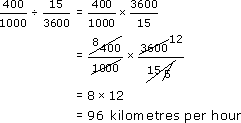 400/1000 ÷ 15/3600 = 400/1000 × 3600/15
= 8 400/1000 × 3600 12/15 5
= 8 × 12
= 96 kilometres per hour